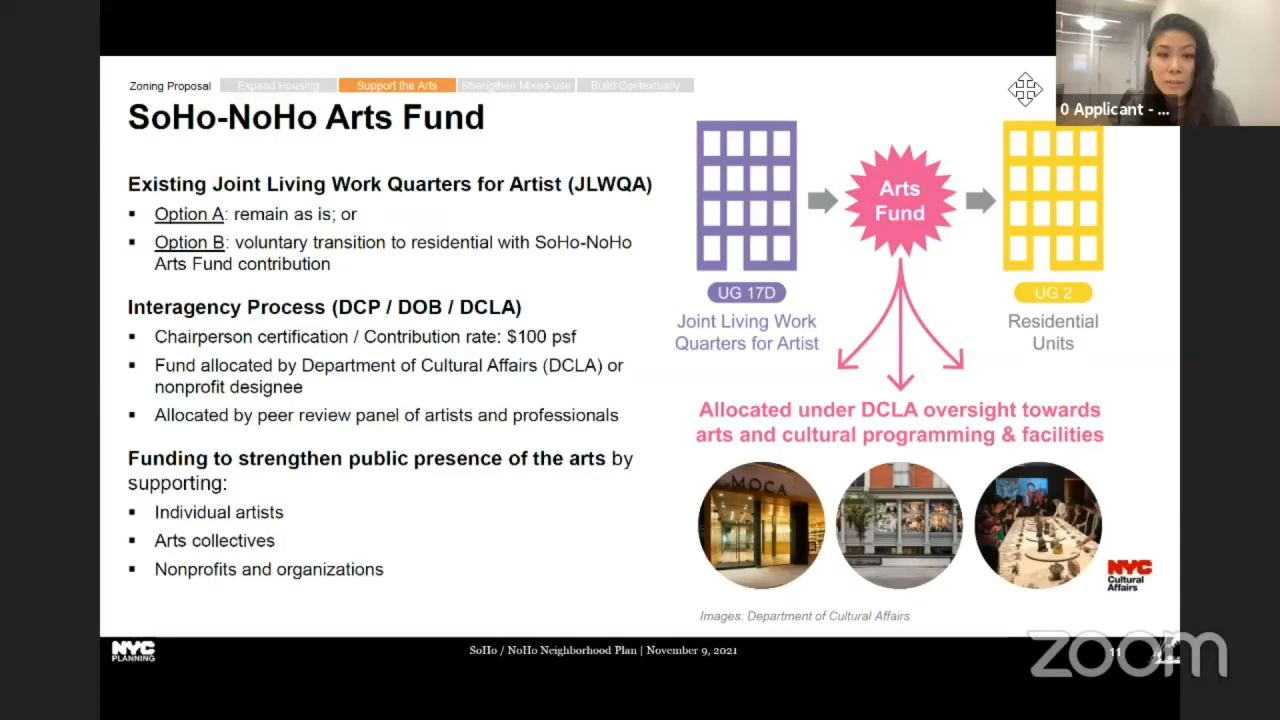 Zoning Proposal
Expand Housing
Support the Arts
Strengthen Mixed-use
Build Contextually
SoHo-NoHo Arts Fund
Existing Joint Living Work Quarters for Artist (JLWQA)
▪ Option A: remain as is; or
▪ Option B: voluntary transition to residential with SoHo-NoHo
Arts Fund contribution
Interagency Process (DCP / DOB / DCLA)
▪ Chairperson certification / Contribution rate: $100 psf
▪ Fund allocated by Department of Cultural Affairs (DCLA) or
nonprofit designee
▪ Allocated by peer review panel of artists and professionals
Funding to strengthen public presence of the arts by
supporting:
▪ Individual artists
▪ Arts collectives
▪ Nonprofits and organizations
0 Applicant - ...
Arts
Fund
UG 17D
Joint Living Work
Quarters for Artist
UG 2
Residential
Units
Allocated under DCLA oversight towards
arts and cultural programming & facilities
MOCA
NYC
Cultural
Affairs
Images: Department of Cultural Affairs
NYC
PLANNING
SoHo / NoHo Neighborhood Plan | November 9, 2021
11
zoom